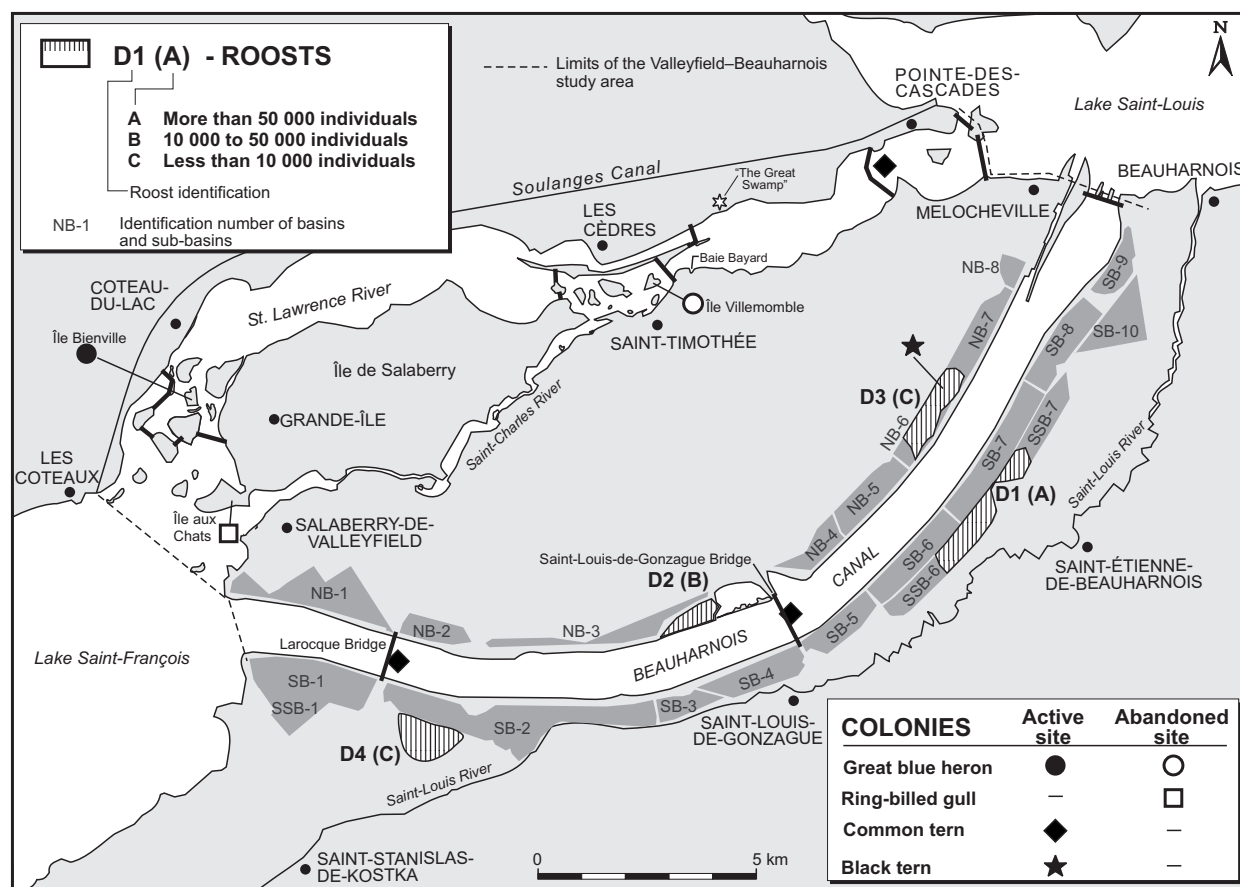 D1 (A) - ROOSTS
A More than 50 000 individuals
B 10 000 to 50 000 individuals
C Less than 10 000 individuals
Roost identification
NB-1 Identification number of basins
and sub-basins
Limits of the Valleyfield–Beauharnois
study area
N
POINTE-DES-
CASCADES
Lake Saint-Louis
BEAUHARNOIS
MELOCHEVILLE
Soulanges Canal
"The Great
Swamp"
LES
CÈDRES
Baie Bayard
Île Villemomble
SAINT-TIMOTHÉE
COTEAU-
DU-LAC
Île Bienville
St. Lawrence River
Île de Salaberry
GRANDE-ÎLE
Saint-Charles River
LES
COTEAUX
Île aux
Chats
SALABERRY-DE-
VALLEYFIELD
NB-8
NB-7
SB-9
SB-10
SB-8
D3 (C)
NB-6
SSB-7
SB-7
D1 (A)
Saint-Louis River
NB-5
NB-4
SB-6
SSB-6
SAINT-ÉTIENNE-
DE-BEAUHARNOIS
Saint-Louis-de-Gonzague Bridge
D2 (B)
CANAL
SB-5
NB-1
NB-2
NB-3
Larocque Bridge
BEAUHARNOIS
Lake Saint-François
SB-1
SSB-1
SB-2
SB-3
SB-4
SAINT-LOUIS-
DE-GONZAGUE
D4 (C)
Saint-Louis River
SAINT-STANISLAS-
DE-KOSTKA
0 5 km
COLONIES Active site Abandoned site
Great blue heron
Ring-billed gull – 
Common tern –
Black tern –